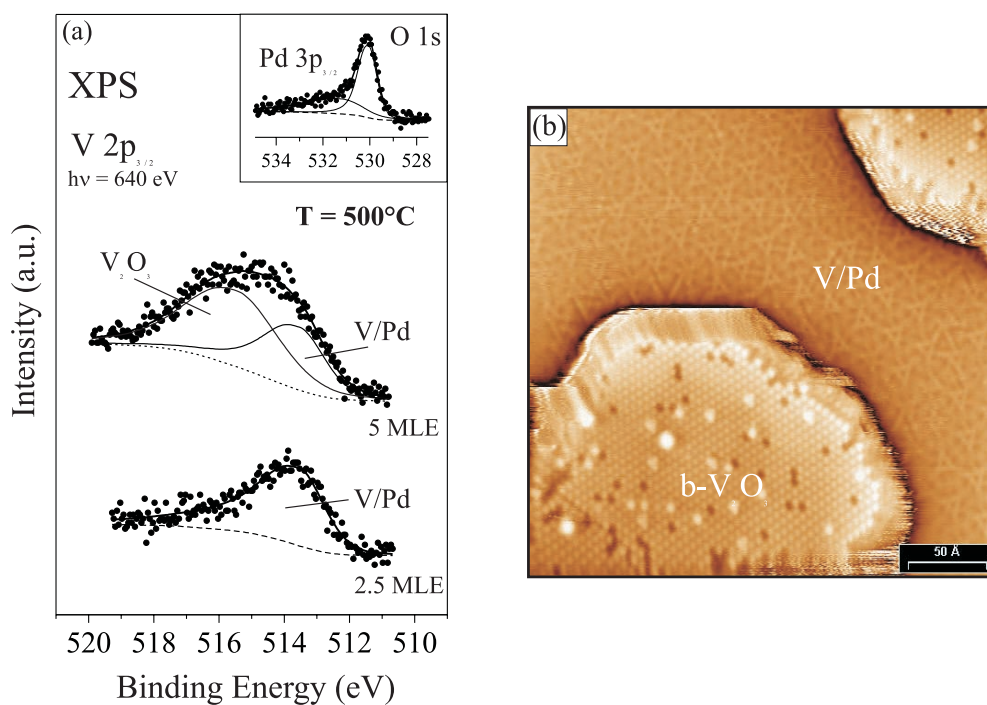 (a)
XPS
V 2p₃/₂
hν = 640 eV
O 1s
Pd 3p₃/₂
534 532 530 528
T = 500°C
V₂O₃
V/Pd
5 MLE
V/Pd
2.5 MLE
520 518 516 514 512 510
Binding Energy (eV)
Intensity (a.u.)
(b)
V/Pd
b-V O
50 Å